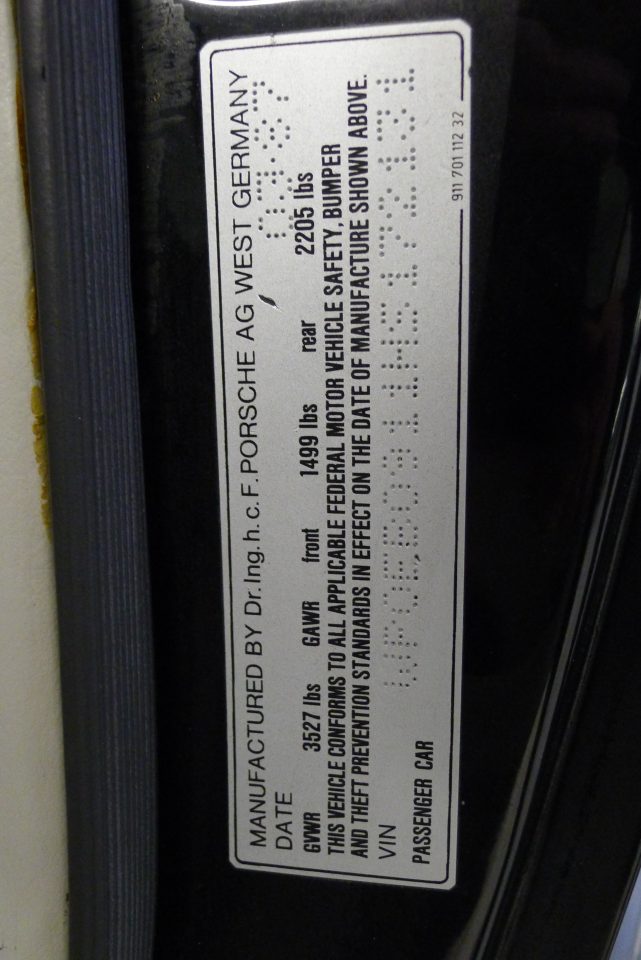 MANUFACTURED BY Dr. Ing. h. c. F. PORSCHE AG WEST GERMANY
DATE
GVWR 3527 lbs GAWR front 1499 lbs rear 2205 lbs
THIS VEHICLE CONFORMS TO ALL APPLICABLE FEDERAL MOTOR VEHICLE SAFETY, BUMPER
AND THEFT PREVENTION STANDARDS IN EFFECT ON THE DATE OF MANUFACTURE SHOWN ABOVE.
VIN WP0EB0911HS172131
PASSENGER CAR
911 701 112 32